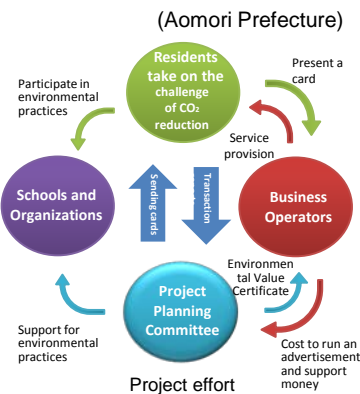 (Aomori Prefecture)
Residents
take on the
challenge
of CO₂
reduction
Present a
card
Participate in
environmental
practices
Service
provision
Schools and
Organizations
Sending cards
Transaction
Business
Operators
Environmen
tal Value
Certificate
Project
Planning
Committee
Support for
environmental
practices
Cost to run an
advertisement
and support
money
Project effort